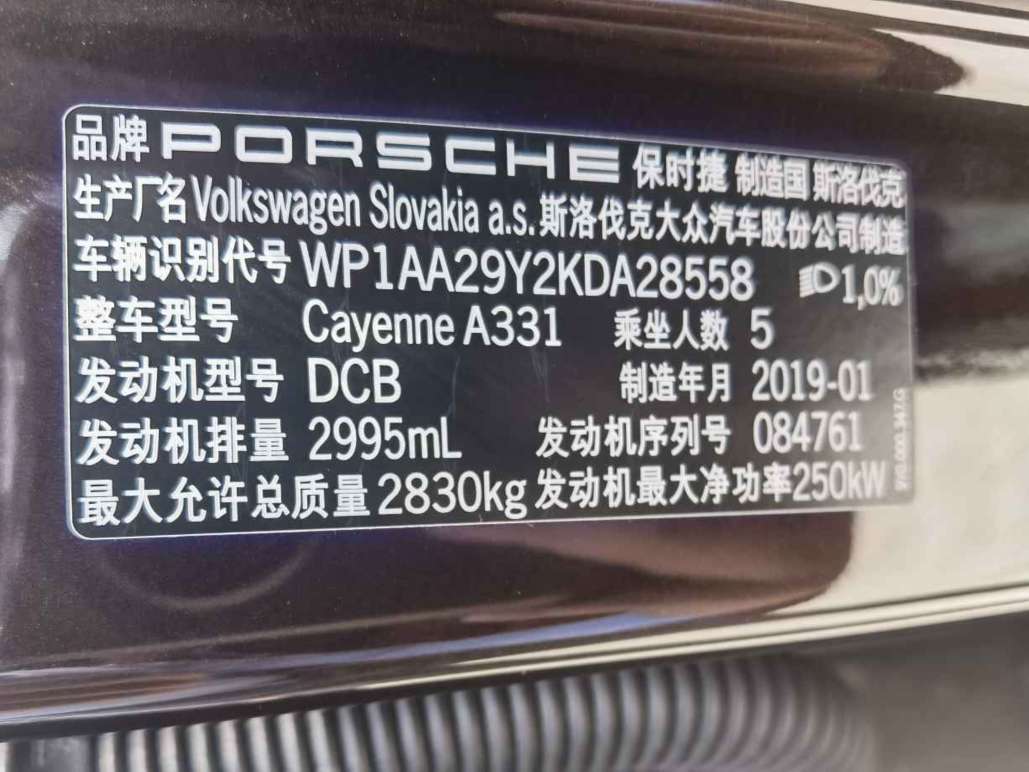 品牌 PORSCHE 保时捷 制造国 斯洛伐克
生产厂名 Volkswagen Slovakia a.s. 斯洛伐克大众汽车股份公司制造
车辆识别代号 WP1AA29Y2KDA28558 1,0%
整车型号 Cayenne A331 乘坐人数 5
发动机型号 DCB 制造年月 2019-01
发动机排量 2995mL 发动机序列号 084761
最大允许总质量 2830kg 发动机最大净功率 250kW